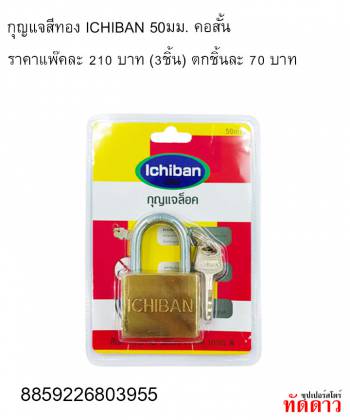 กุญแจสีทอง ICHIBAN 50มม. คอสั้น
ราคาแพ๊คละ 210 บาท (3ชิ้น) ตกชิ้นละ 70 บาท
Ichiban
กุญแจล็อค
ICHIBAN
8859226803955
ซุปเปอร์สโตร์
ทัดดาว